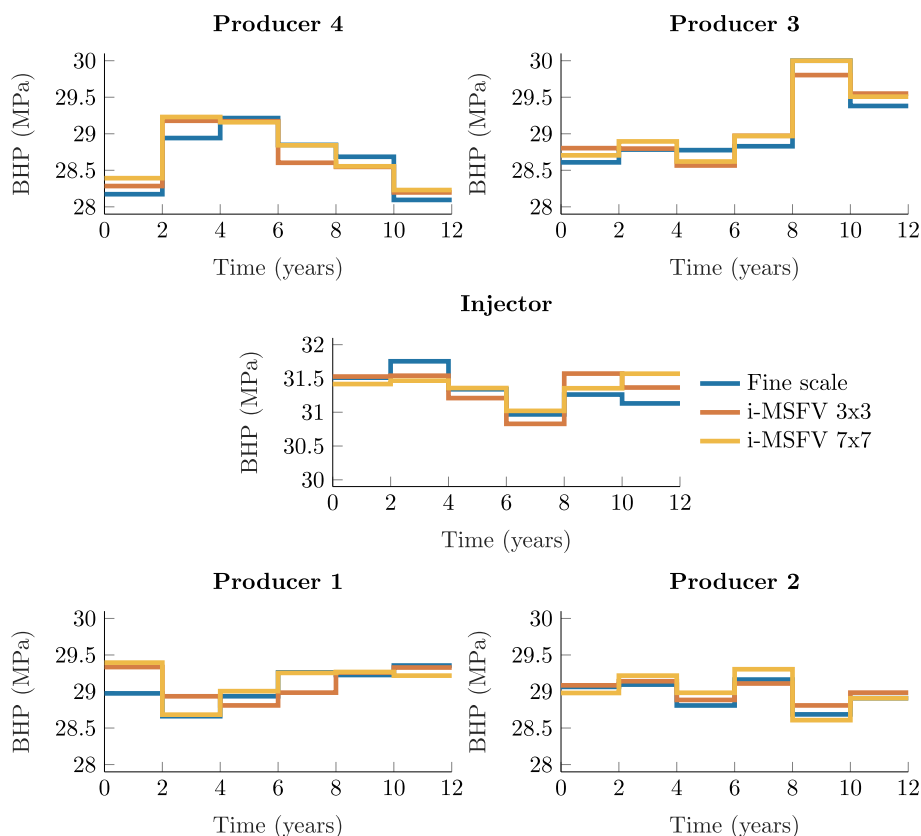 Producer 4
BHP (MPa)
30
29.5
29
28.5
28
0 2 4 6 8 10 12
Time (years)
Producer 3
BHP (MPa)
30
29.5
29
28.5
28
0 2 4 6 8 10 12
Time (years)
Injector
BHP (MPa)
32
31.5
31
30.5
30
0 2 4 6 8 10 12
Time (years)
Fine scale
i-MSFV 3x3
i-MSFV 7x7
Producer 1
BHP (MPa)
30
29.5
29
28.5
28
0 2 4 6 8 10 12
Time (years)
Producer 2
BHP (MPa)
30
29.5
29
28.5
28
0 2 4 6 8 10 12
Time (years)